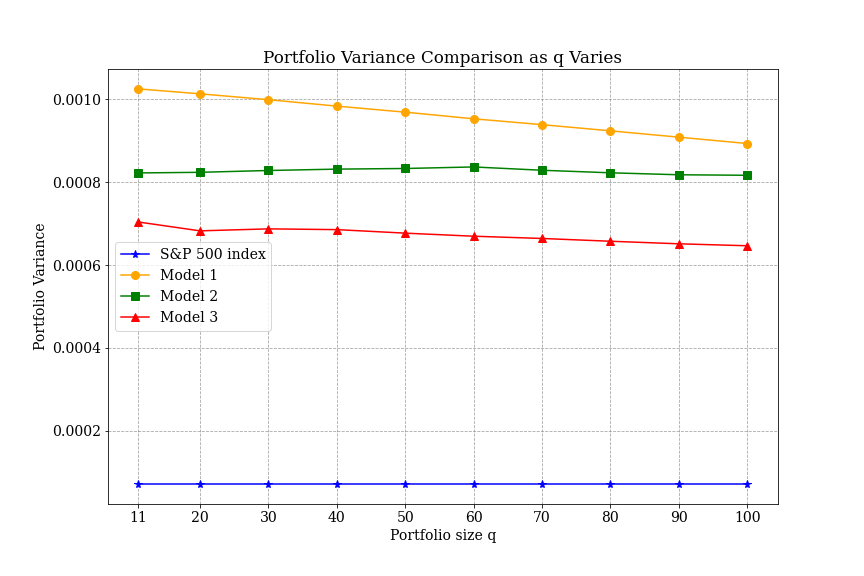 Portfolio Variance Comparison as q Varies
0.0010
0.0008
0.0006
0.0004
0.0002
Portfolio Variance
S&P 500 index
Model 1
Model 2
Model 3
11 20 30 40 50 60 70 80 90 100
Portfolio size q